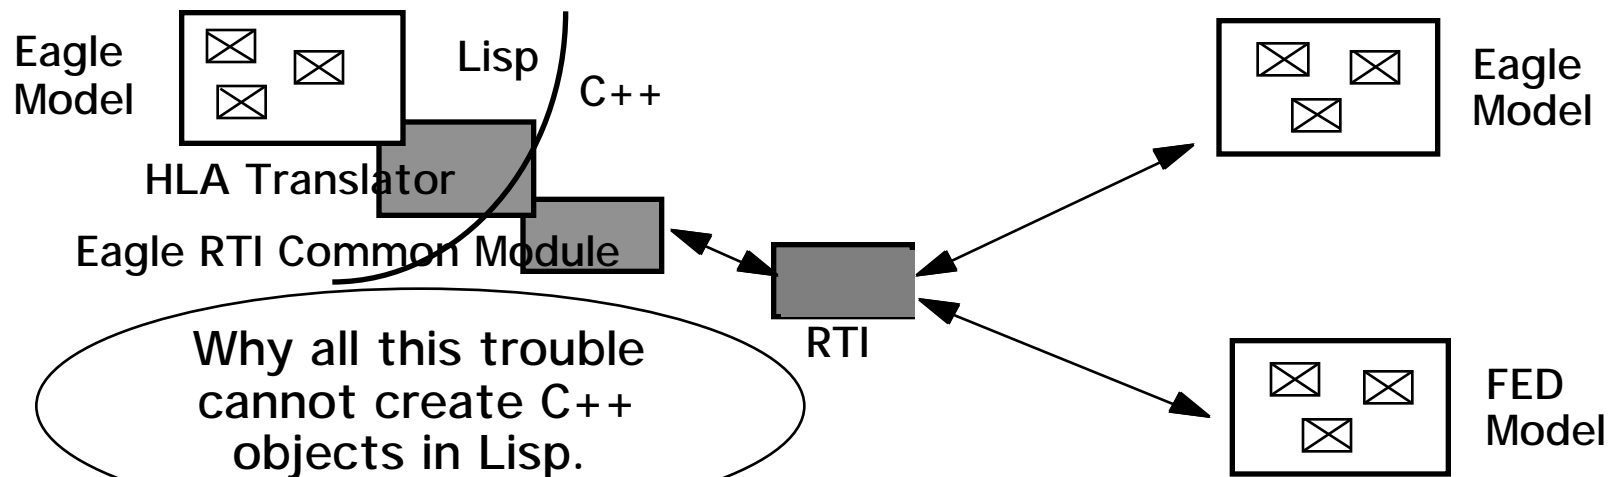 Eagle
Model
Lisp
C++
HLA Translator
Eagle RTI Common Module
Why all this trouble
cannot create C++
objects in Lisp.
RTI
Eagle
Model
FED
Model